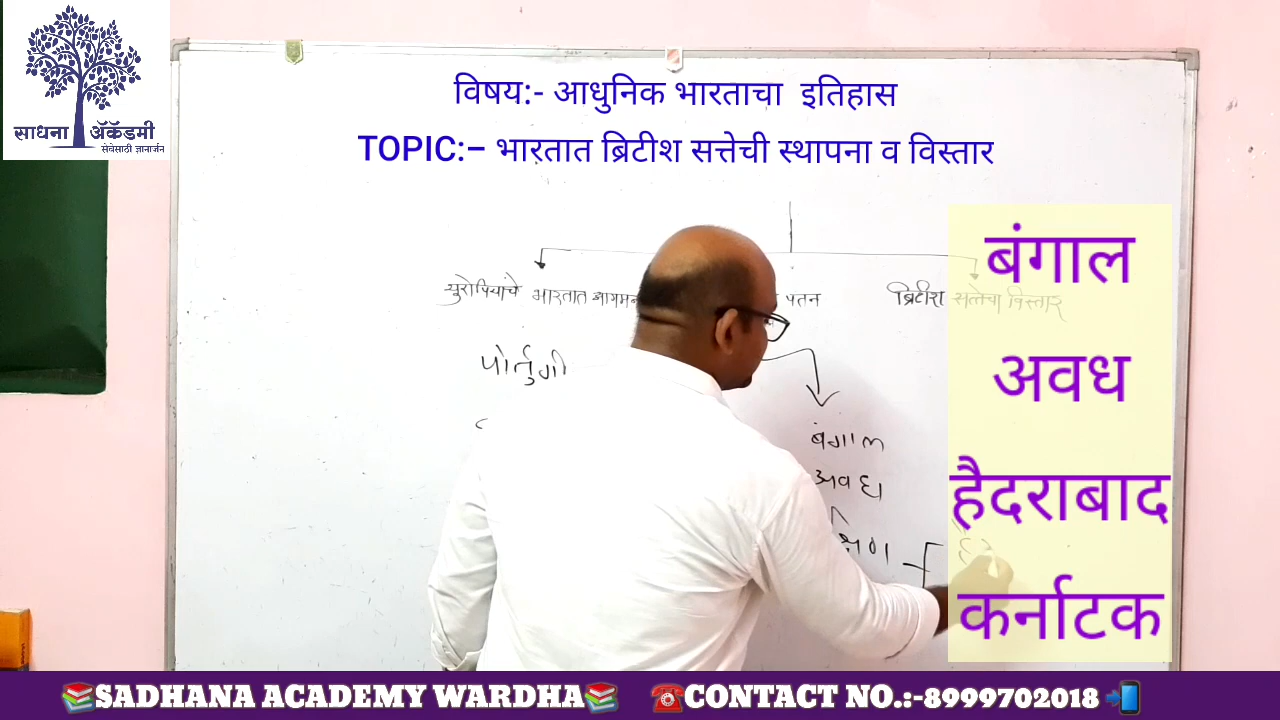 साधना अ‍ॅकॅडमी
सेवेसाठी ज्ञानार्जन
विषय:- आधुनिक भारताचा इतिहास
TOPIC:– भारतात ब्रिटीश सत्तेची स्थापना व विस्तार
युरोपियांचे भारतात आगमन
पतन
ब्रिटीश सत्तेचा विस्तार
पोर्तुगी
बंगाल
अवध
बंगाल
अवध
हैदराबाद
कर्नाटक
📚SADHANA ACADEMY WARDHA📚 ☎️CONTACT NO.:-8999702018📲